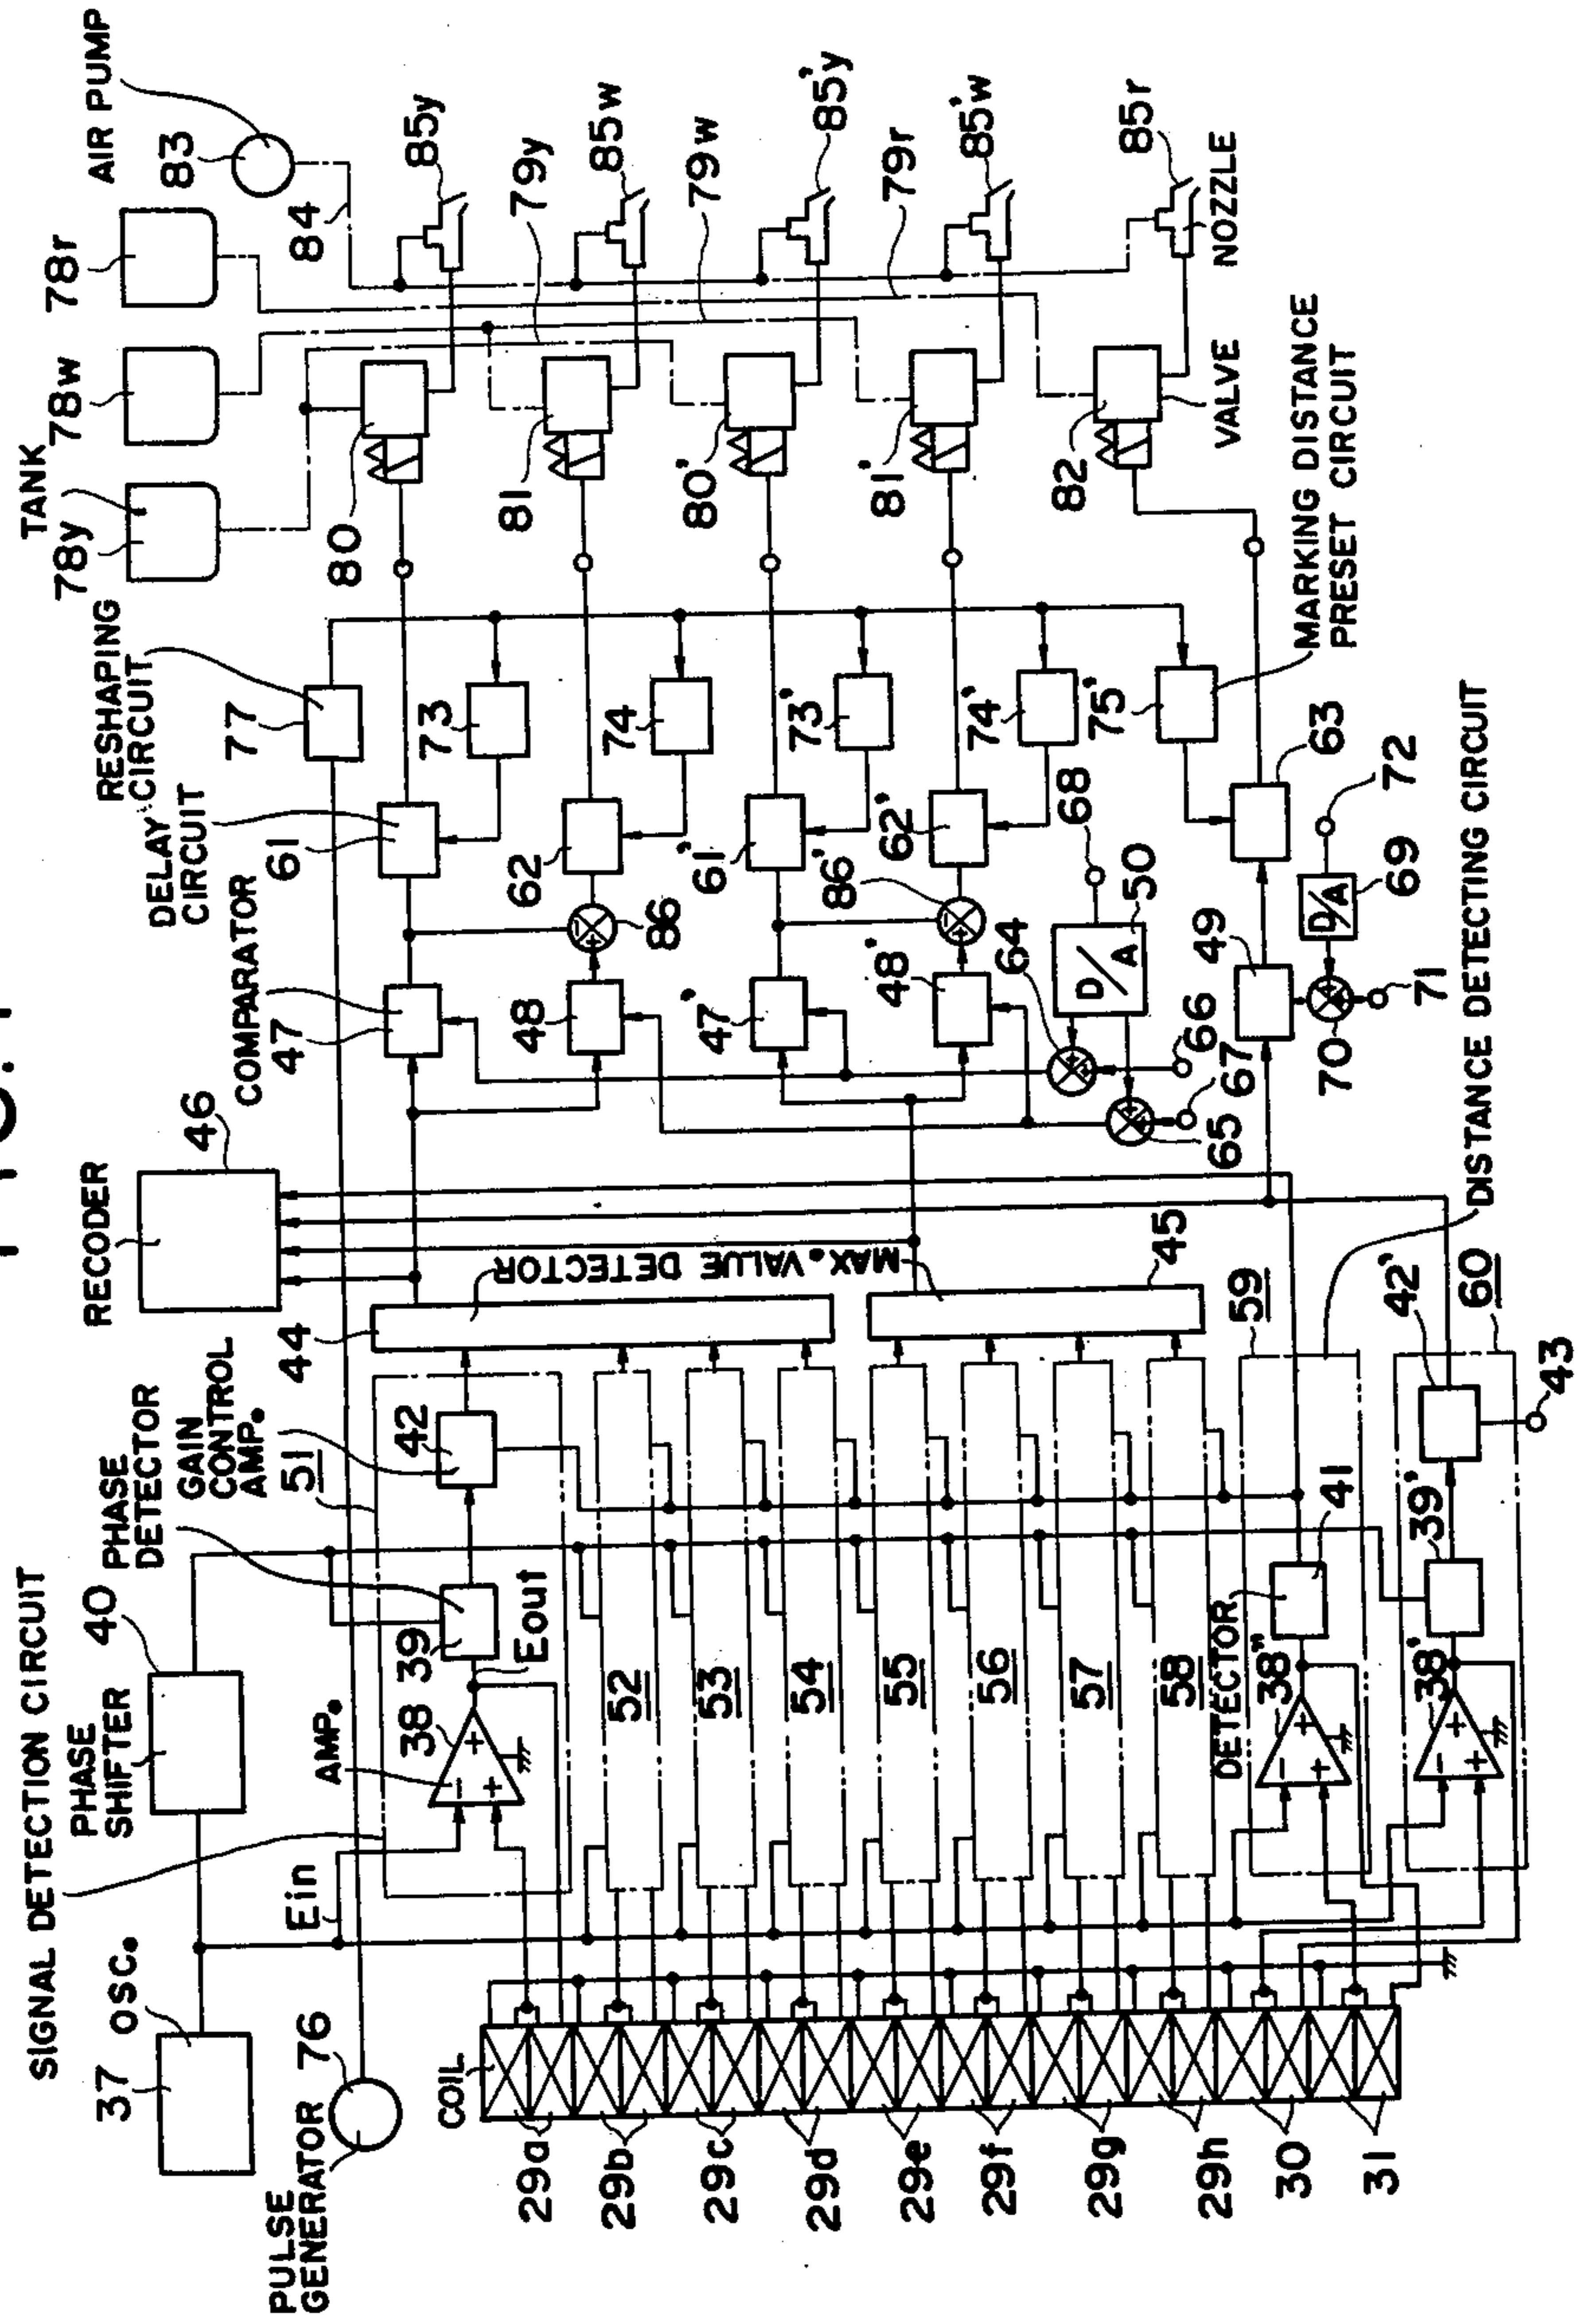 37
OSC.
SIGNAL DETECTION CIRCUIT
PHASE
SHIFTER
40
PHASE
DETECTOR
GAIN
CONTROL
AMP.
51
RECODER
46
COMPARATOR
47
DELAY
CIRCUIT
61
RESHAPING
CIRCUIT
77
TANK
78y
78w
78r
AIR PUMP
83
84
PULSE
GENERATOR 76
Ein
AMP.
38
39
Eout
42
44
MAX. VALUE DETECTOR
45
COIL
29a
29b
29c
29d
29e
29f
29g
29h
30
31
52
53
54
55
56
57
58
59
60
DETECTOR
38"
41
38'
39'
42'
43
DISTANCE DETECTING CIRCUIT
48
47'
48'
86
86'
62
61'
62'
64
65
66
67
68
D/A
50
49
70
71
D/A
69
72
63
73
74
73'
74'
75'
MARKING DISTANCE
PRESET CIRCUIT
80
81
80'
81'
82
VALVE
79y
79w
79r
85y
85w
85'y
85'w
85r
NOZZLE